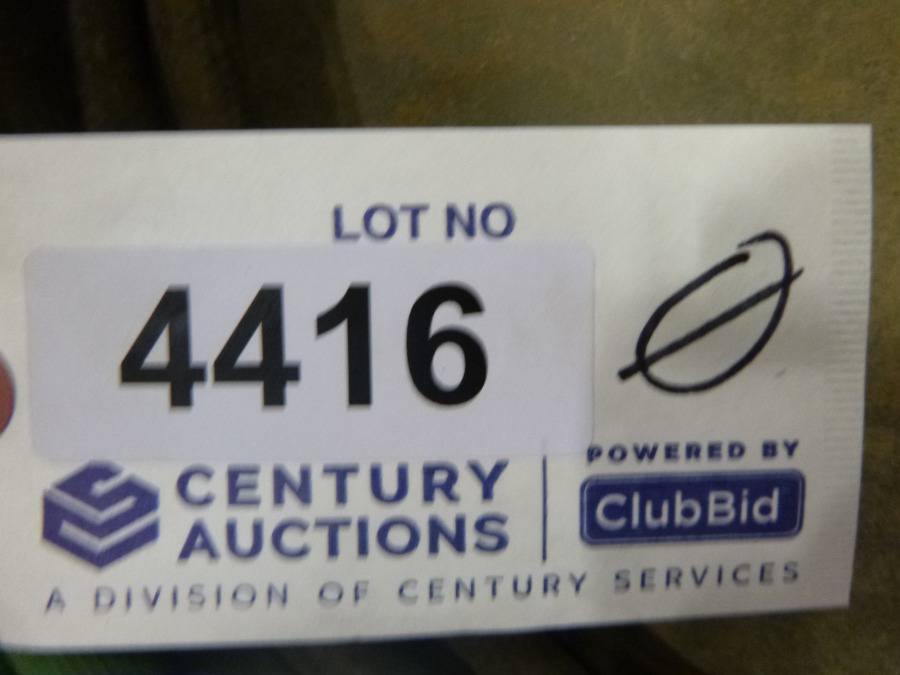 LOT NO
4416
Ø
CENTURY
AUCTIONS
POWERED BY
ClubBid
A DIVISION OF CENTURY SERVICES